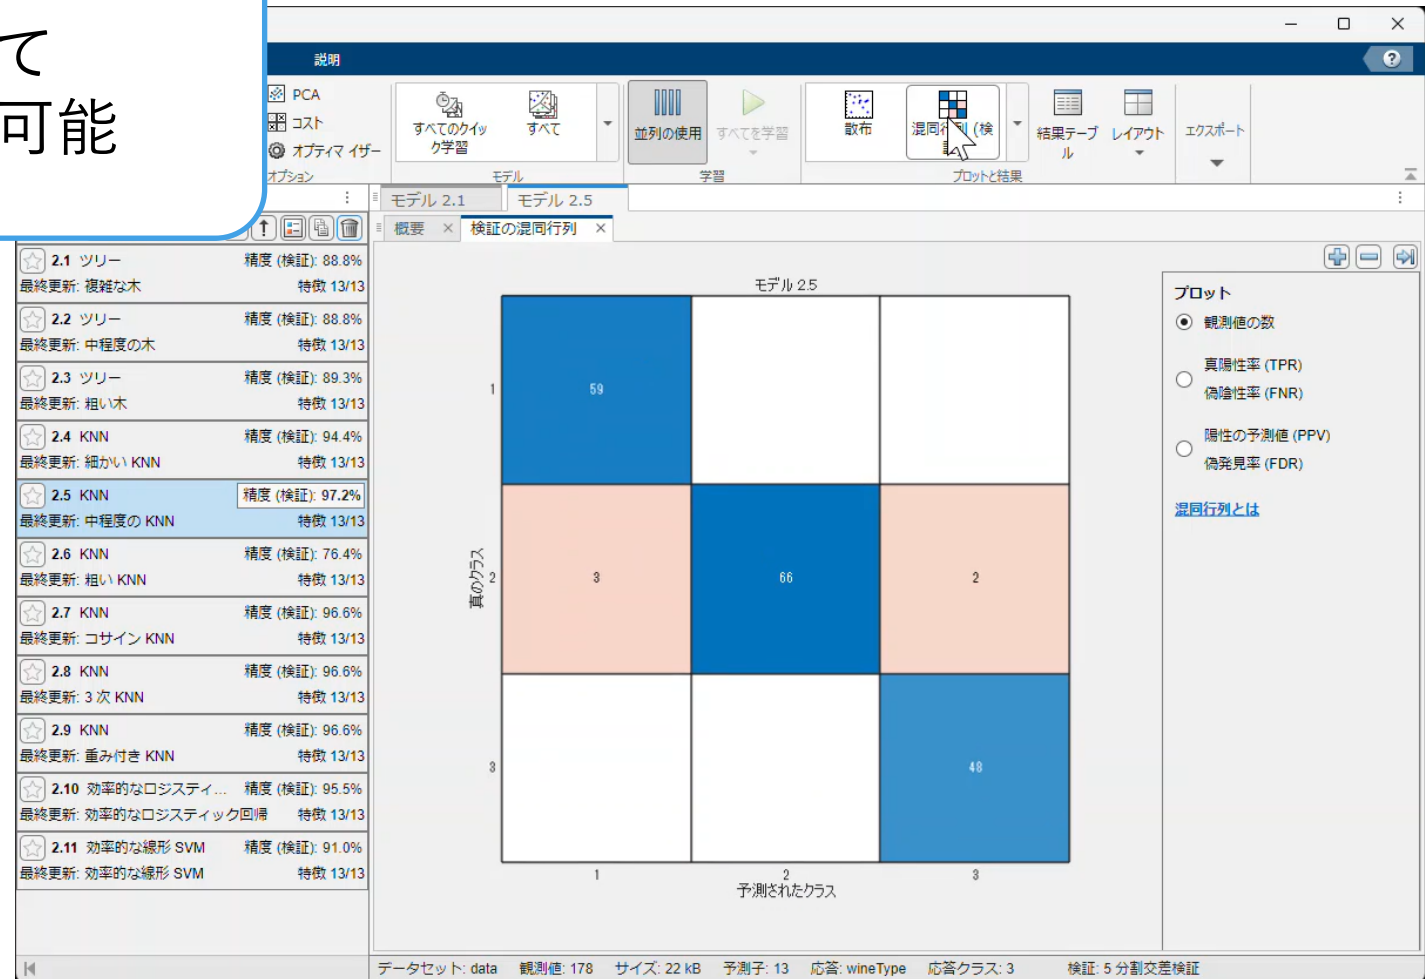 て
可能
説明
PCA
コスト
オプティマ イザー
オプション
すべてのクイッ
ク学習
すべて
モデル
並列の使用
すべてを学習
学習
散布
混同行列 (検
プロットと結果
結果テーブ
ル
レイアウト
エクスポート
モデル 2.1
モデル 2.5
概要
検証の混同行列
2.1 ツリー 精度 (検証): 88.8%
最終更新: 複雑な木 特徴 13/13
2.2 ツリー 精度 (検証): 88.8%
最終更新: 中程度の木 特徴 13/13
2.3 ツリー 精度 (検証): 89.3%
最終更新: 粗い木 特徴 13/13
2.4 KNN 精度 (検証): 94.4%
最終更新: 細かい KNN 特徴 13/13
2.5 KNN 精度 (検証): 97.2%
最終更新: 中程度の KNN 特徴 13/13
2.6 KNN 精度 (検証): 76.4%
最終更新: 粗い KNN 特徴 13/13
2.7 KNN 精度 (検証): 96.6%
最終更新: コサイン KNN 特徴 13/13
2.8 KNN 精度 (検証): 96.6%
最終更新: 3 次 KNN 特徴 13/13
2.9 KNN 精度 (検証): 96.6%
最終更新: 重み付き KNN 特徴 13/13
2.10 効率的なロジスティ... 精度 (検証): 95.5%
最終更新: 効率的なロジスティック回帰 特徴 13/13
2.11 効率的な線形 SVM 精度 (検証): 91.0%
最終更新: 効率的な線形 SVM 特徴 13/13
モデル 2.5
1
59
真のクラス
2
3
66
2
3
48
1
2
3
予測されたクラス
プロット
観測値の数
真陽性率 (TPR)
偽陰性率 (FNR)
陽性の予測値 (PPV)
偽発見率 (FDR)
混同行列とは
データセット: data 観測値: 178 サイズ: 22 kB 予測子: 13 応答: wineType 応答クラス: 3 検証: 5 分割交差検証